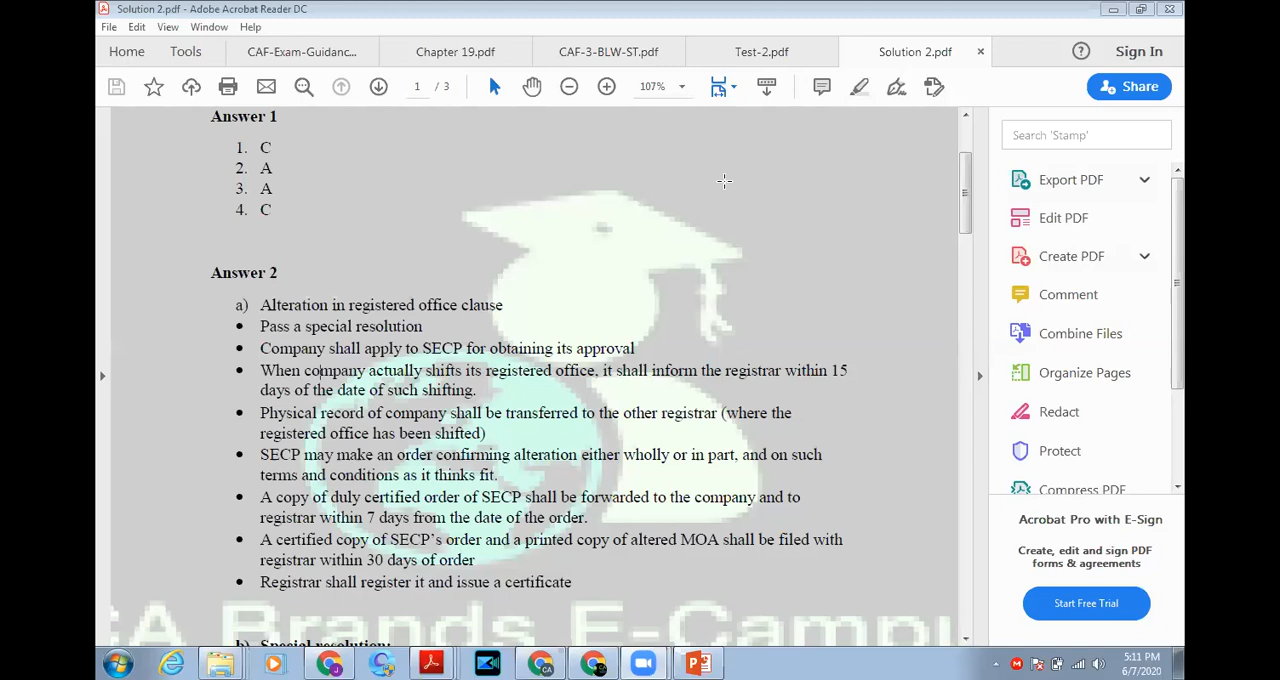 Solution 2.pdf - Adobe Acrobat Reader DC
File Edit View Window Help
Home Tools CAF-Exam-Guidanc... Chapter 19.pdf CAF-3-BLW-ST.pdf Test-2.pdf Solution 2.pdf × Sign In
1 / 3 107% Share
Answer 1
1. C
2. A
3. A
4. C
Answer 2
a) Alteration in registered office clause
• Pass a special resolution
• Company shall apply to SECP for obtaining its approval
• When company actually shifts its registered office, it shall inform the registrar within 15
days of the date of such shifting.
• Physical record of company shall be transferred to the other registrar (where the
registered office has been shifted)
• SECP may make an order confirming alteration either wholly or in part, and on such
terms and conditions as it thinks fit.
• A copy of duly certified order of SECP shall be forwarded to the company and to
registrar within 7 days from the date of the order.
• A certified copy of SECP's order and a printed copy of altered MOA shall be filed with
registrar within 30 days of order
• Registrar shall register it and issue a certificate
b) Special resolution:
CA Brands E-Campu
Search 'Stamp'
Export PDF
Edit PDF
Create PDF
Comment
Combine Files
Organize Pages
Redact
Protect
Compress PDF
Acrobat Pro with E-Sign
Create, edit and sign PDF
forms & agreements
Start Free Trial
5:11 PM
6/7/2020